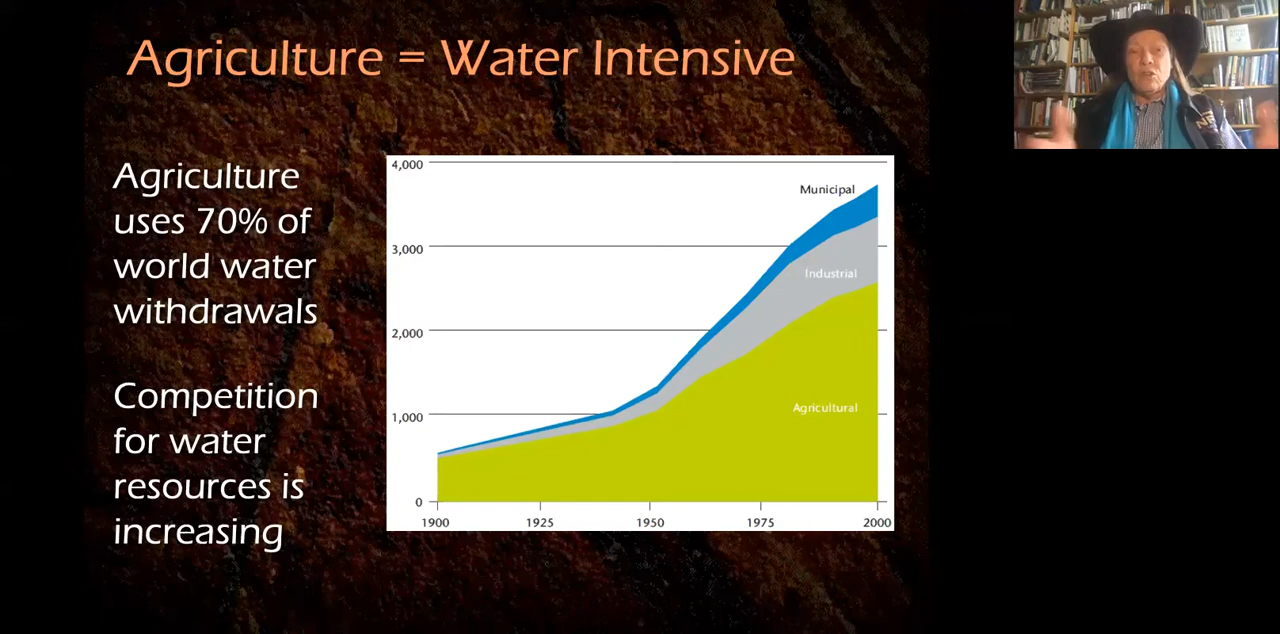 Agriculture = Water Intensive
Agriculture
uses 70% of
world water
withdrawals
Competition
for water
resources is
increasing
4,000
3,000
2,000
1,000
0
Municipal
Industrial
Agricultural
1900
1925
1950
1975
2000